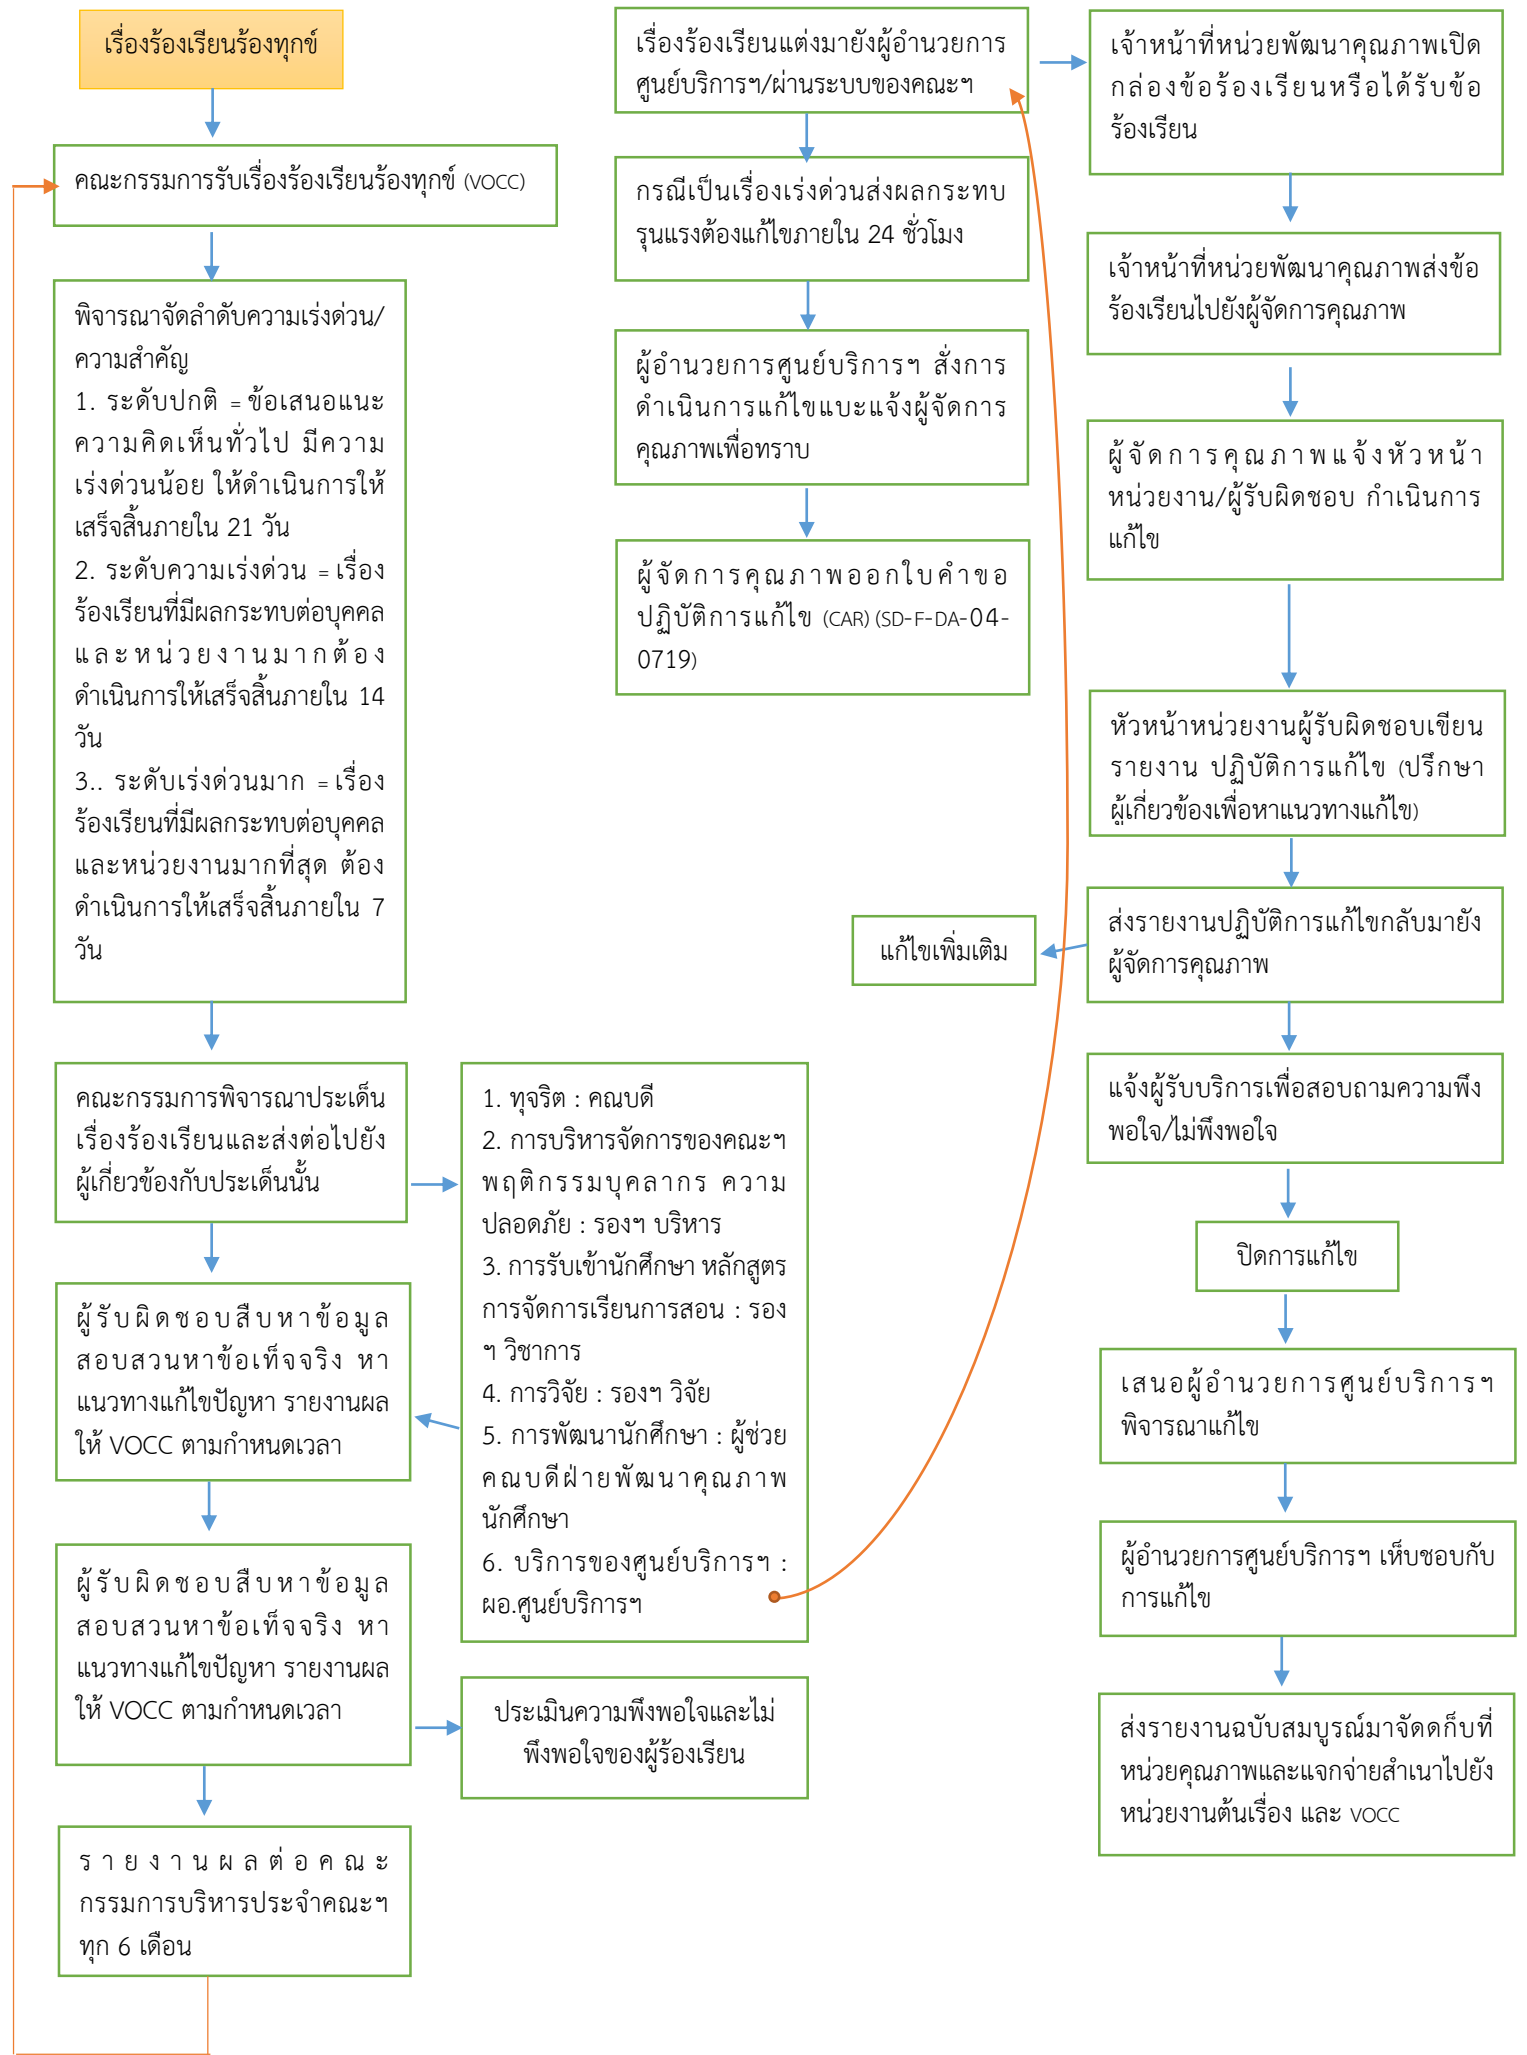 เรื่องร้องเรียนร้องทุกข์
คณะกรรมการรับเรื่องร้องเรียนร้องทุกข์ (VOCC)
พิจารณาจัดลำดับความเร่งด่วน/
ความสำคัญ
1. ระดับปกติ = ข้อเสนอแนะ
ความคิดเห็นทั่วไป มีความ
เร่งด่วนน้อย ให้ดำเนินการให้
เสร็จสิ้นภายใน 21 วัน
2. ระดับความเร่งด่วน = เรื่อง
ร้องเรียนที่มีผลกระทบต่อบุคคล
และหน่วยงานมากต้อง
ดำเนินการให้เสร็จสิ้นภายใน 14
วัน
3.. ระดับเร่งด่วนมาก = เรื่อง
ร้องเรียนที่มีผลกระทบต่อบุคคล
และหน่วยงานมากที่สุด ต้อง
ดำเนินการให้เสร็จสิ้นภายใน 7
วัน
คณะกรรมการพิจารณาประเด็น
เรื่องร้องเรียนและส่งต่อไปยัง
ผู้เกี่ยวข้องกับประเด็นนั้น
ผู้รับผิดชอบสืบหาข้อมูล
สอบสวนหาข้อเท็จจริง หา
แนวทางแก้ไขปัญหา รายงานผล
ให้ VOCC ตามกำหนดเวลา
ผู้รับผิดชอบสืบหาข้อมูล
สอบสวนหาข้อเท็จจริง หา
แนวทางแก้ไขปัญหา รายงานผล
ให้ VOCC ตามกำหนดเวลา
รายงานผลต่อคณะ
กรรมการบริหารประจำคณะฯ
ทุก 6 เดือน
1. ทุจริต : คณบดี
2. การบริหารจัดการของคณะฯ
พฤติกรรมบุคลากร ความ
ปลอดภัย : รองฯ บริหาร
3. การรับเข้านักศึกษา หลักสูตร
การจัดการเรียนการสอน : รอง
ฯ วิชาการ
4. การวิจัย : รองฯ วิจัย
5. การพัฒนานักศึกษา : ผู้ช่วย
คณบดีฝ่ายพัฒนาคุณภาพ
นักศึกษา
6. บริการของศูนย์บริการฯ :
ผอ.ศูนย์บริการฯ
ประเมินความพึงพอใจและไม่
พึงพอใจของผู้ร้องเรียน
เรื่องร้องเรียนแต่งมายังผู้อำนวยการ
ศูนย์บริการฯ/ผ่านระบบของคณะฯ
กรณีเป็นเรื่องเร่งด่วนส่งผลกระทบ
รุนแรงต้องแก้ไขภายใน 24 ชั่วโมง
ผู้อำนวยการศูนย์บริการฯ สั่งการ
ดำเนินการแก้ไขแบะแจ้งผู้จัดการ
คุณภาพเพื่อทราบ
ผู้จัดการคุณภาพออกใบคำขอ
ปฏิบัติการแก้ไข (CAR) (SD-F-DA-04-
0719)
แก้ไขเพิ่มเติม
เจ้าหน้าที่หน่วยพัฒนาคุณภาพเปิด
กล่องข้อร้องเรียนหรือได้รับข้อ
ร้องเรียน
เจ้าหน้าที่หน่วยพัฒนาคุณภาพส่งข้อ
ร้องเรียนไปยังผู้จัดการคุณภาพ
ผู้จัดการคุณภาพแจ้งหัวหน้า
หน่วยงาน/ผู้รับผิดชอบ กำเนินการ
แก้ไข
หัวหน้าหน่วยงานผู้รับผิดชอบเขียน
รายงาน ปฏิบัติการแก้ไข (ปรึกษา
ผู้เกี่ยวข้องเพื่อหาแนวทางแก้ไข)
ส่งรายงานปฏิบัติการแก้ไขกลับมายัง
ผู้จัดการคุณภาพ
แจ้งผู้รับบริการเพื่อสอบถามความพึง
พอใจ/ไม่พึงพอใจ
ปิดการแก้ไข
เสนอผู้อำนวยการศูนย์บริการฯ
พิจารณาแก้ไข
ผู้อำนวยการศูนย์บริการฯ เห็บชอบกับ
การแก้ไข
ส่งรายงานฉบับสมบูรณ์มาจัดดก็บที่
หน่วยคุณภาพและแจกจ่ายสำเนาไปยัง
หน่วยงานต้นเรื่อง และ VOCC